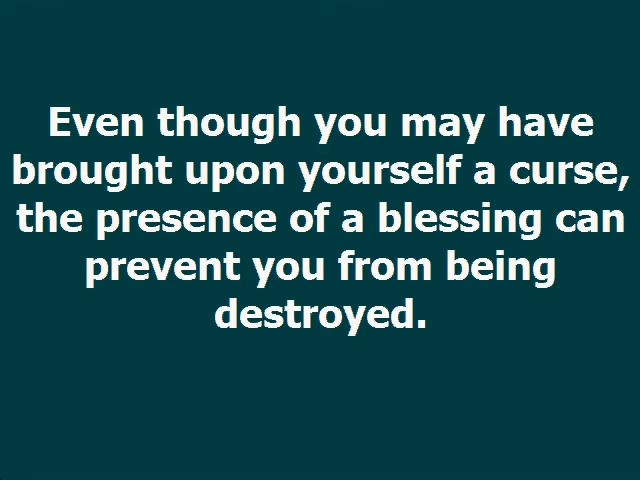 Even though you may have
brought upon yourself a curse,
the presence of a blessing can
prevent you from being
destroyed.